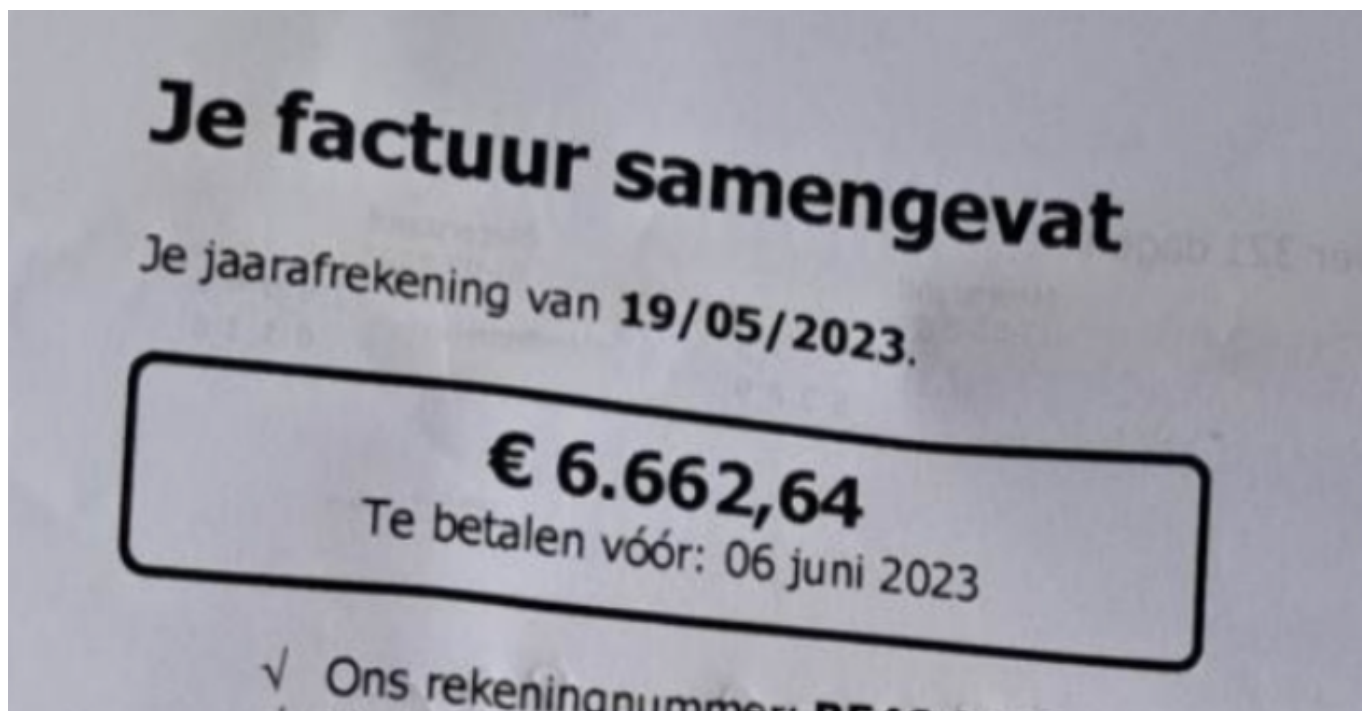 Je factuur samengevat
Je jaarafrekening van 19/05/2023.
€ 6.662,64
Te betalen vóór: 06 juni 2023
√ Ons rekeningnummer: